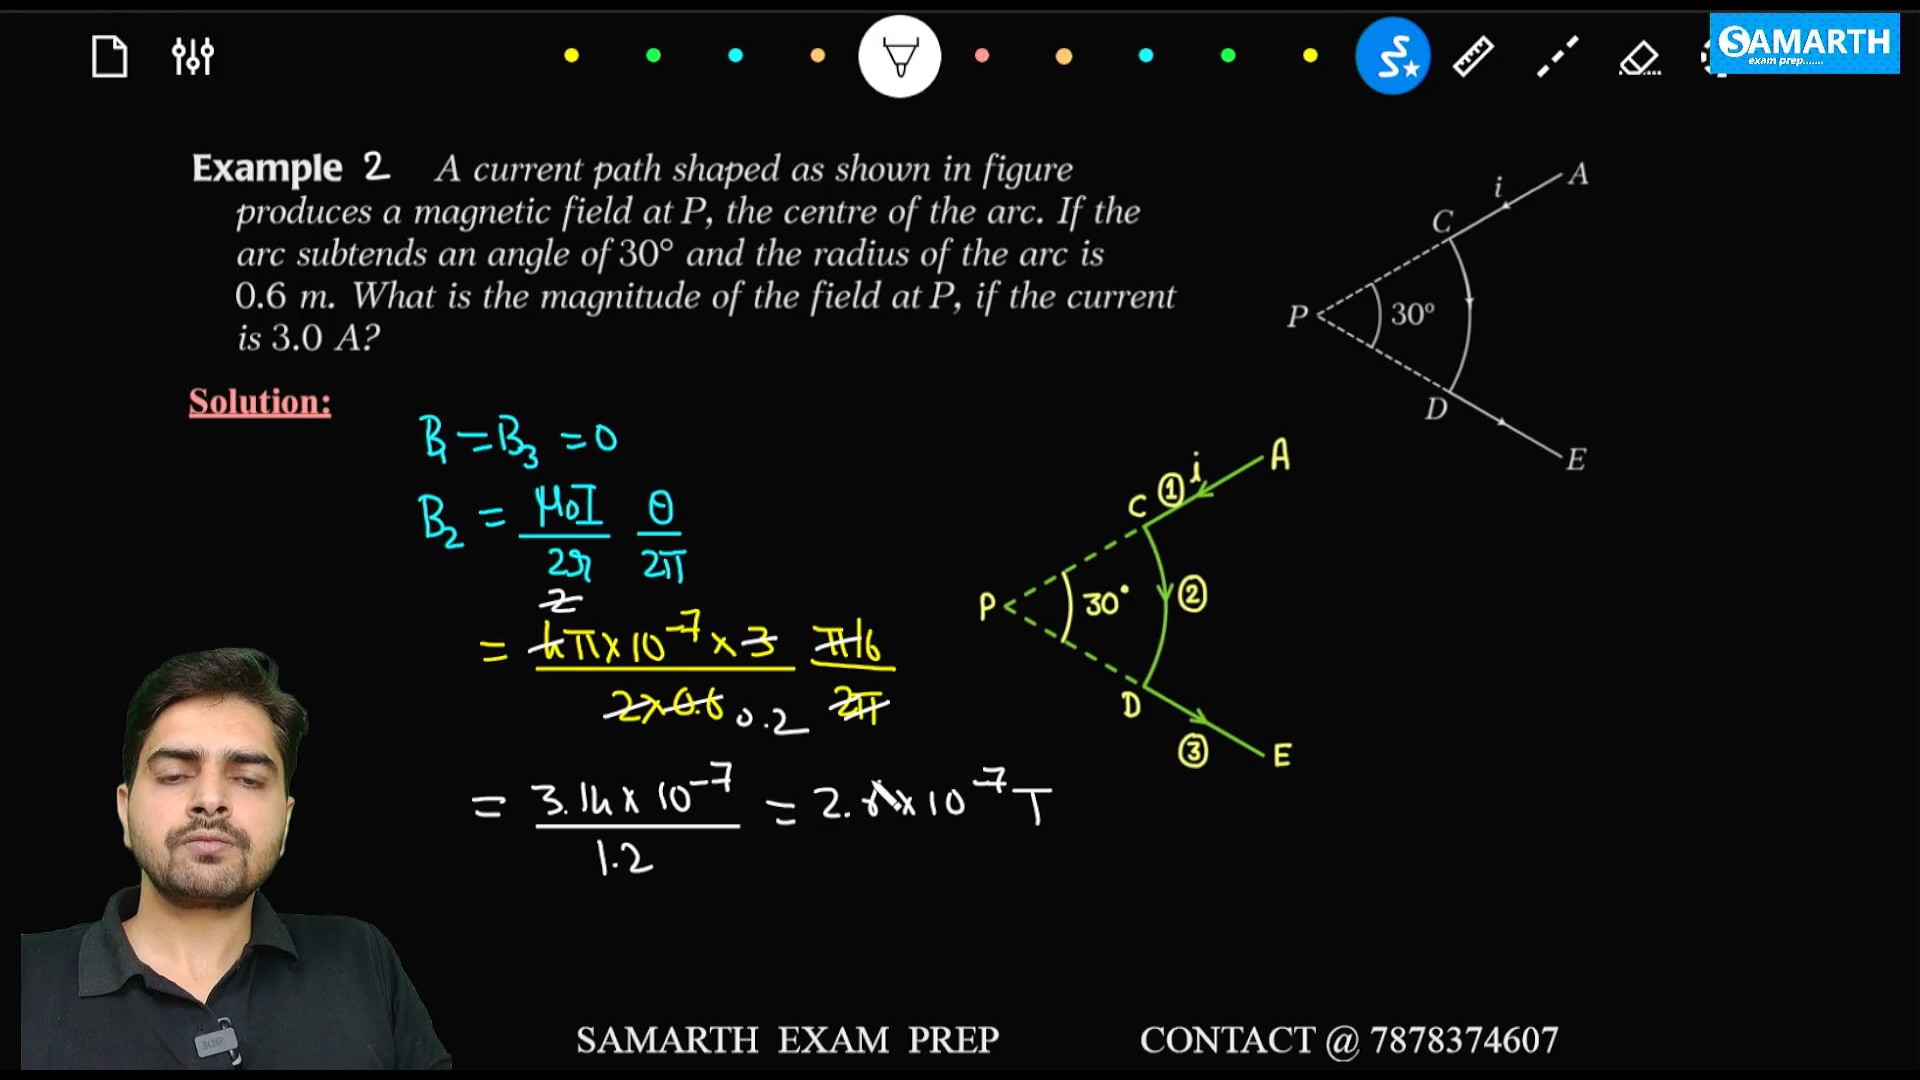 SAMARTH
exam prep.......
Example 2 A current path shaped as shown in figure
produces a magnetic field at P, the centre of the arc. If the
arc subtends an angle of 30° and the radius of the arc is
0.6 m. What is the magnitude of the field at P, if the current
is 3.0 A?
A
i
C
P
30°
D
E
Solution:
B₁ = B₃ = 0
B₂ = μ₀I / 2r θ / 2π
2
= 4π × 10⁻⁷ × 3 / 2 × 0.6 π/6 / 2π
0.2
= 3.14 × 10⁻⁷ / 1.2 = 2. × 10⁻⁷ T
A
i
①
C
P
30°
②
D
③
E
SAMARTH EXAM PREP CONTACT @ 7878374607